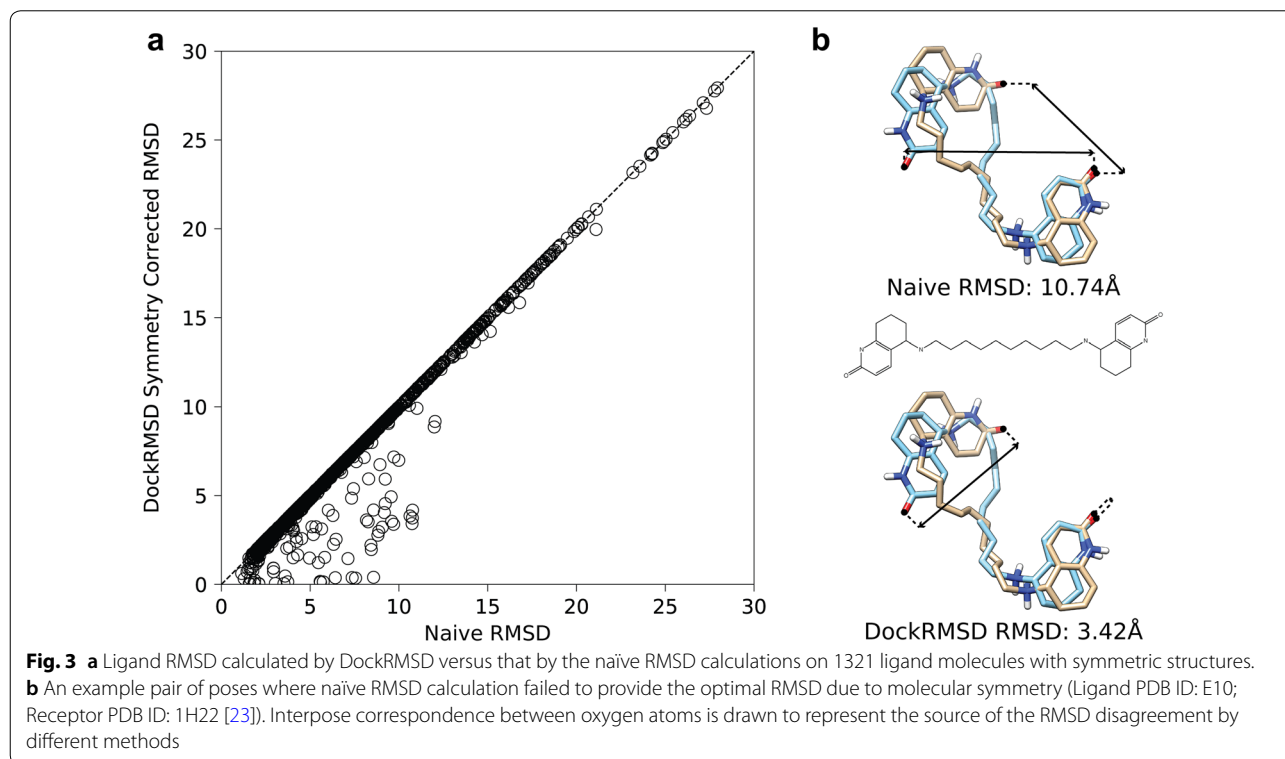 a
b
DockRMSD Symmetry Corrected RMSD
30
25
20
15
10
5
0
0 5 10 15 20 25 30
Naive RMSD
Naive RMSD: 10.74Å
O N N N N O
DockRMSD RMSD: 3.42Å
Fig. 3 a Ligand RMSD calculated by DockRMSD versus that by the naïve RMSD calculations on 1321 ligand molecules with symmetric structures.
b An example pair of poses where naïve RMSD calculation failed to provide the optimal RMSD due to molecular symmetry (Ligand PDB ID: E10;
Receptor PDB ID: 1H22 [23]). Interpose correspondence between oxygen atoms is drawn to represent the source of the RMSD disagreement by
different methods